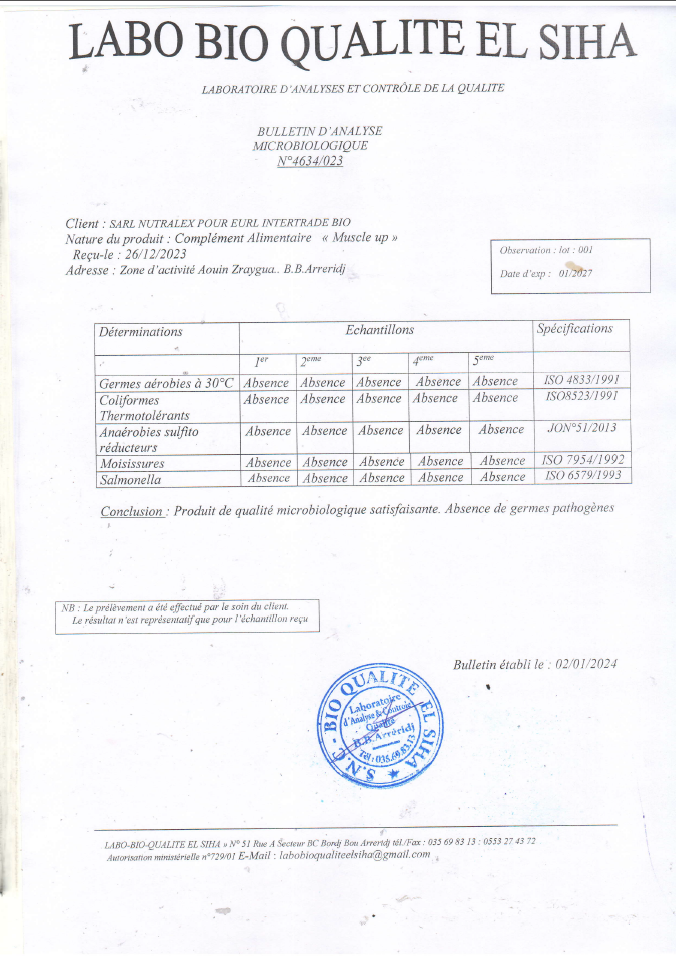 LABO BIO QUALITE EL SIHA
LABORATOIRE D'ANALYSES ET CONTRÔLE DE LA QUALITE
BULLETIN D'ANALYSE
MICROBIOLOGIQUE
N°4634/023
Client : SARL NUTRALEX POUR EURL INTERTRADE BIO
Nature du produit : Complément Alimentaire « Muscle up »
Reçu-le : 26/12/2023
Adresse : Zone d'activité Aouin Zraygua.. B.B.Arreridj
Observation : lot : 001
Date d'exp : 01/2027
Déterminations Echantillons Spécifications
1er 2eme 3ee 4eme 5eme
Germes aérobies à 30°C Absence Absence Absence Absence Absence ISO 4833/1991
Coliformes Absence Absence Absence Absence Absence ISO8523/1991
Thermotolérants
Anaérobies sulfito Absence Absence Absence Absence Absence JON°51/2013
réducteurs
Moisissures Absence Absence Absence Absence Absence ISO 7954/1992
Salmonella Absence Absence Absence Absence Absence ISO 6579/1993
Conclusion : Produit de qualité microbiologique satisfaisante. Absence de germes pathogènes
NB : Le prélèvement a été effectué par le soin du client.
Le résultat n'est représentatif que pour l'échantillon reçu
Bulletin établi le : 02/01/2024
S.N.C - BIO QUALITE EL SIHA
Laboratoire
d'Analyse & Controle
Qualité
B.B.Arréridj
Tél : 035.69.83.13
LABO-BIO-QUALITE EL SIHA » N° 51 Rue A Secteur BC Bordj Bou Arreridj tél./Fax : 035 69 83 13 : 0553 27 43 72
Autorisation ministérielle n°729/01 E-Mail : labobioqualiteelsiha@gmail.com